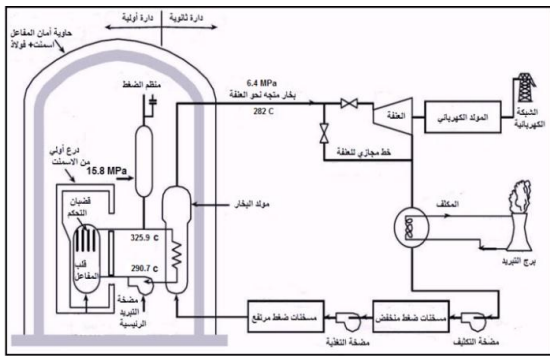 دارة ثانوية
دارة أولية
حاوية أمان المفاعل
اسمنت+ فولاذ
منظم الضغط
6.4 MPa
بخار متجه نحو العنفة
282 C
العنفة
المولد الكهربائي
الشبكة
الكهربائية
خط مجازي للعنفة
درع أولي
من الاسمنت
15.8 MPa
قضبان
التحكم
مولد البخار
المكثف
325.9 C
برج التبريد
قلب
المفاعل
290.7 C
مضخة
التبريد
الرئيسية
مسخنات ضغط مرتفع
مضخة التغذية
مسخنات ضغط منخفض
مضخة التكثيف